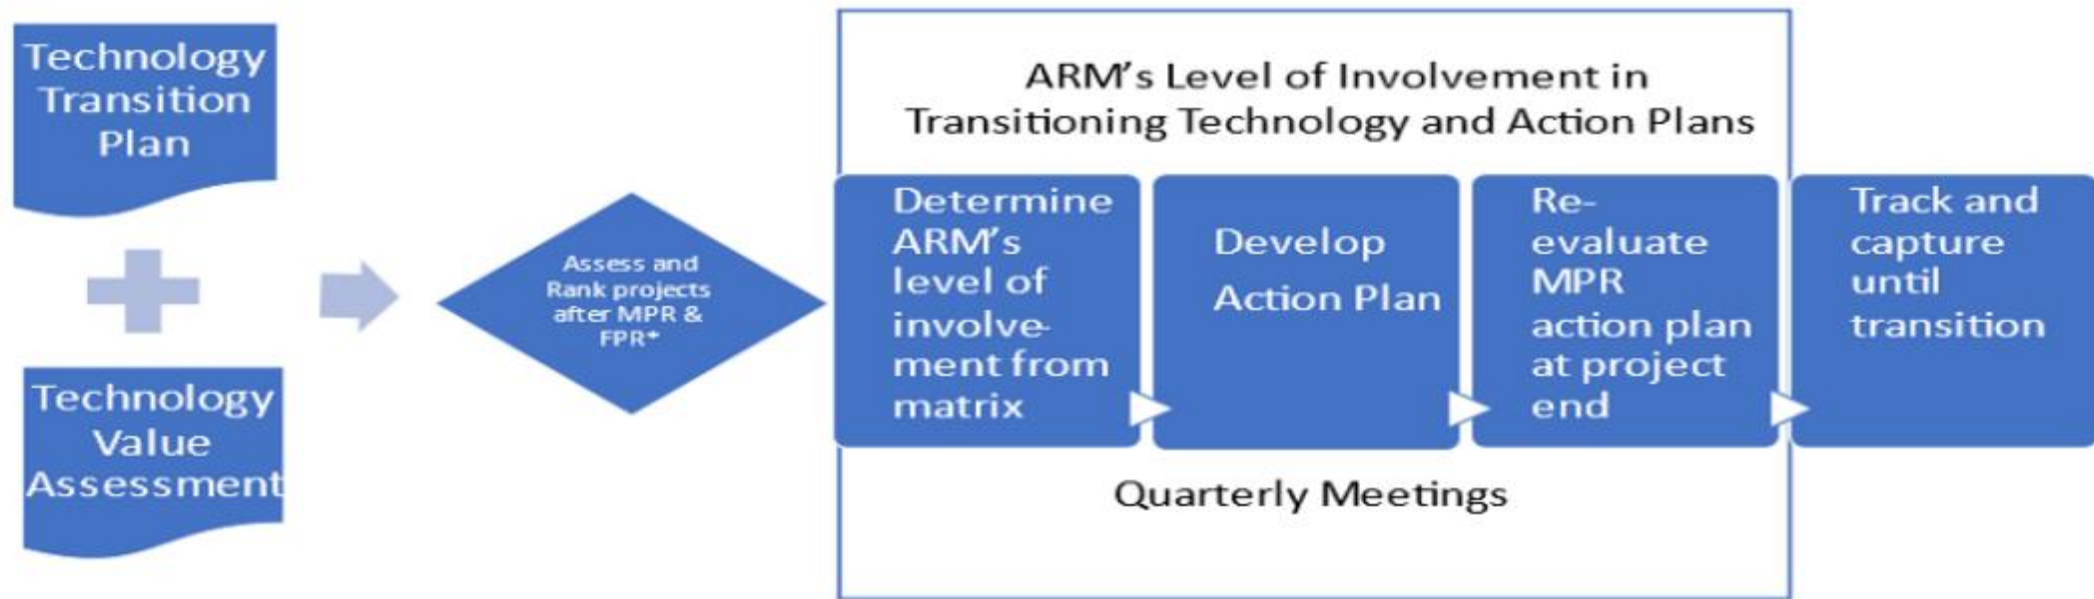 Technology
Transition
Plan
Technology
Value
Assessment
Assess and
Rank projects
after MPR &
FPR*
ARM's Level of Involvement in
Transitioning Technology and Action Plans
Determine
ARM's
level of
involve-
ment from
matrix
Develop
Action Plan
Re-
evaluate
MPR
action plan
at project
end
Track and
capture
until
transition
Quarterly Meetings